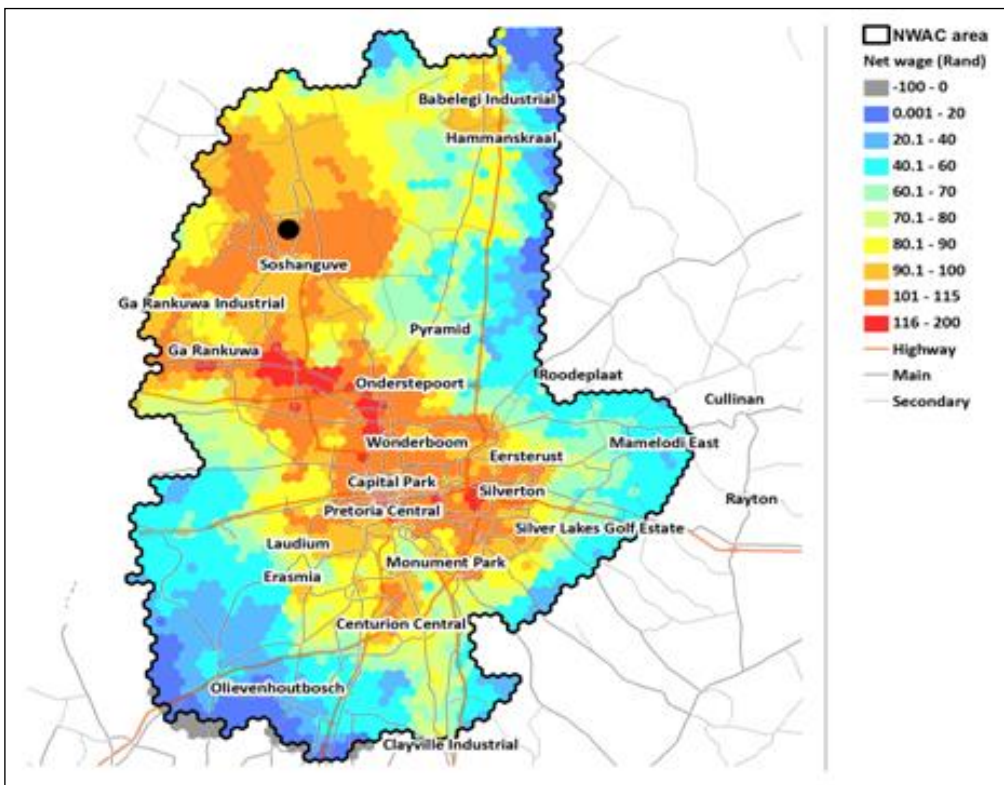 NWAC area
Net wage (Rand)
-100 - 0
0.001 - 20
20.1 - 40
40.1 - 60
60.1 - 70
70.1 - 80
80.1 - 90
90.1 - 100
101 - 115
116 - 200
Highway
Main
Secondary
Babelegi Industrial
Hammanskraal
Soshanguve
Ga Rankuwa Industrial
Pyramid
Ga Rankuwa
Onderstepoort
Roodeplaat
Cullinan
Wonderboom
Mamelodi East
Eersterust
Capital Park
Silverton
Rayton
Pretoria Central
Silver Lakes Golf Estate
Laudium
Monument Park
Erasmia
Centurion Central
Olievenhoutbosch
Clayville Industrial